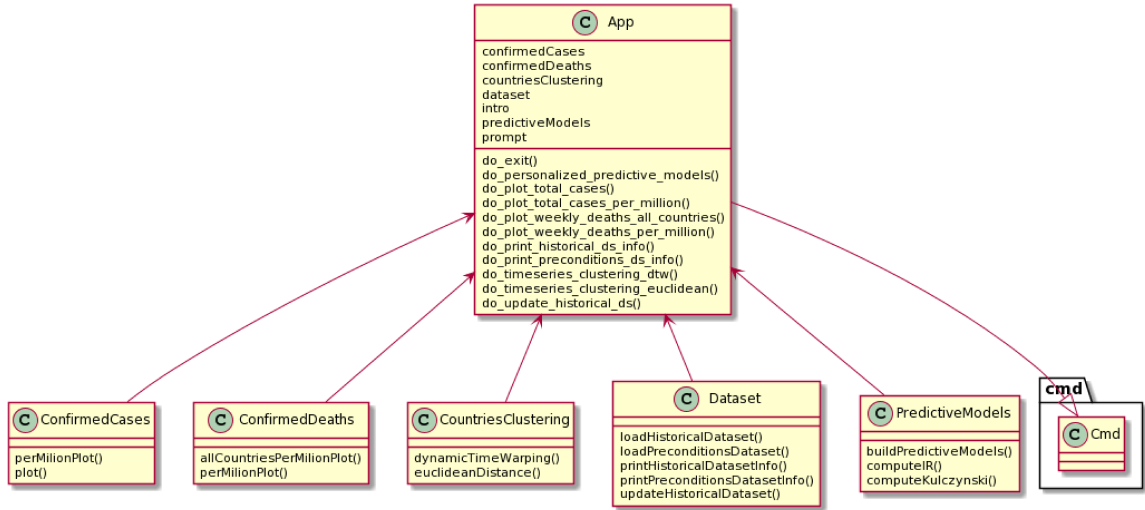 C App
confirmedCases
confirmedDeaths
countriesClustering
dataset
intro
predictiveModels
prompt
do_exit()
do_personalized_predictive_models()
do_plot_total_cases()
do_plot_total_cases_per_million()
do_plot_weekly_deaths_all_countries()
do_plot_weekly_deaths_per_million()
do_print_historical_ds_info()
do_print_preconditions_ds_info()
do_timeseries_clustering_dtw()
do_timeseries_clustering_euclidean()
do_update_historical_ds()
C ConfirmedCases
perMilionPlot()
plot()
C ConfirmedDeaths
allCountriesPerMilionPlot()
perMilionPlot()
C CountriesClustering
dynamicTimeWarping()
euclideanDistance()
C Dataset
loadHistoricalDataset()
loadPreconditionsDataset()
printHistoricalDatasetInfo()
printPreconditionsDatasetInfo()
updateHistoricalDataset()
C PredictiveModels
buildPredictiveModels()
computeIR()
computeKulczynski()
cmd
C Cmd